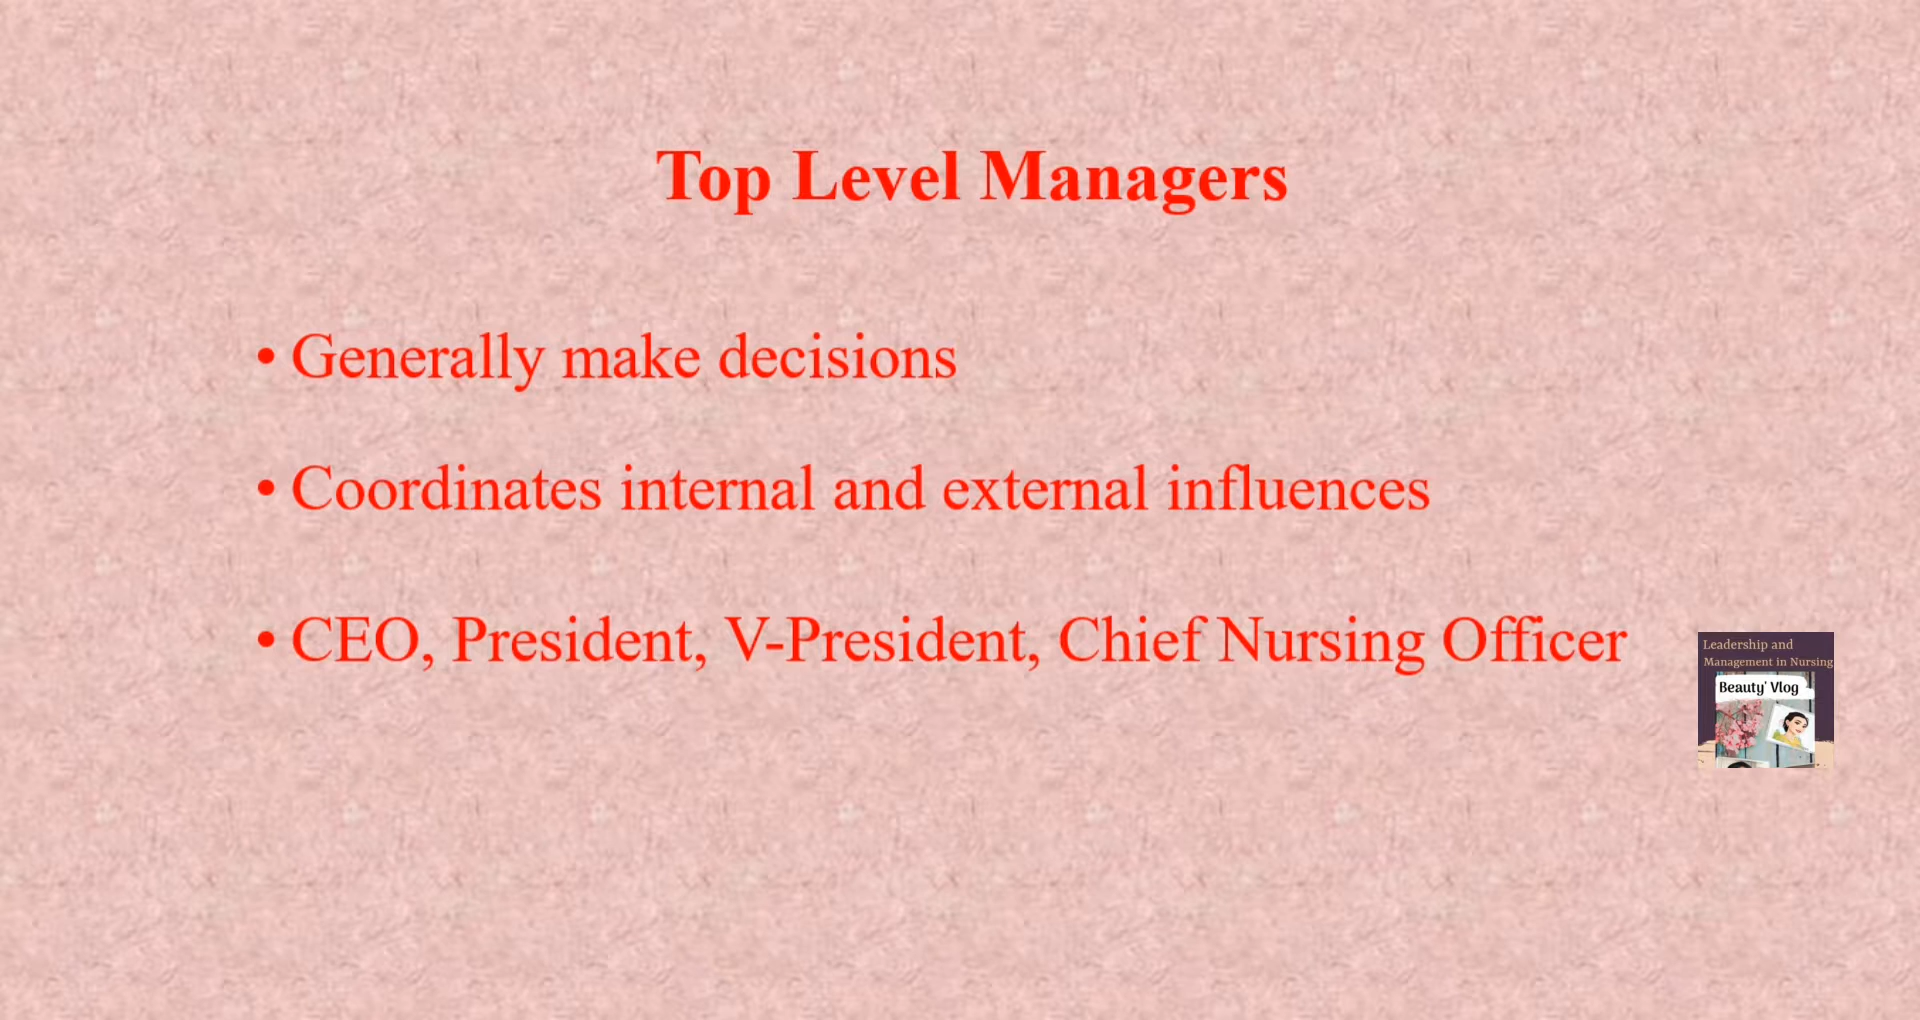 Top Level Managers
• Generally make decisions
• Coordinates internal and external influences
• CEO, President, V-President, Chief Nursing Officer
Leadership and
Management in Nursing
Beauty' Vlog